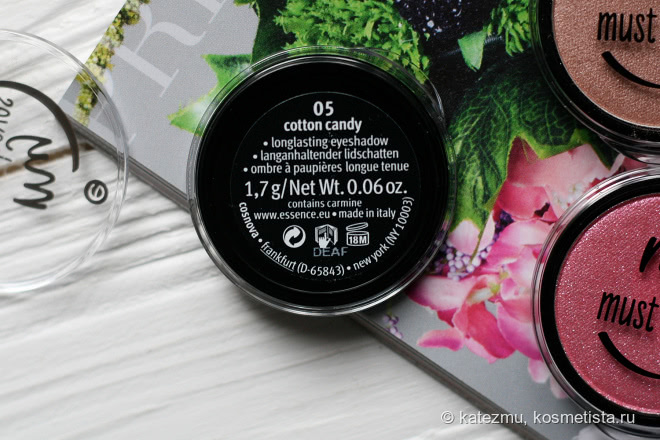 05
cotton candy
• longlasting eyeshadow
• langanhaltender lidschatten
• ombre à paupières longue tenue
1,7 g/Net Wt. 0.06 oz.
contains carmine
www.essence.eu • made in italy
18M
DEAF
cosnova • frankfurt (D-65843) • new york (NY 10003)
must
must
© katezmu, kosmetista.ru